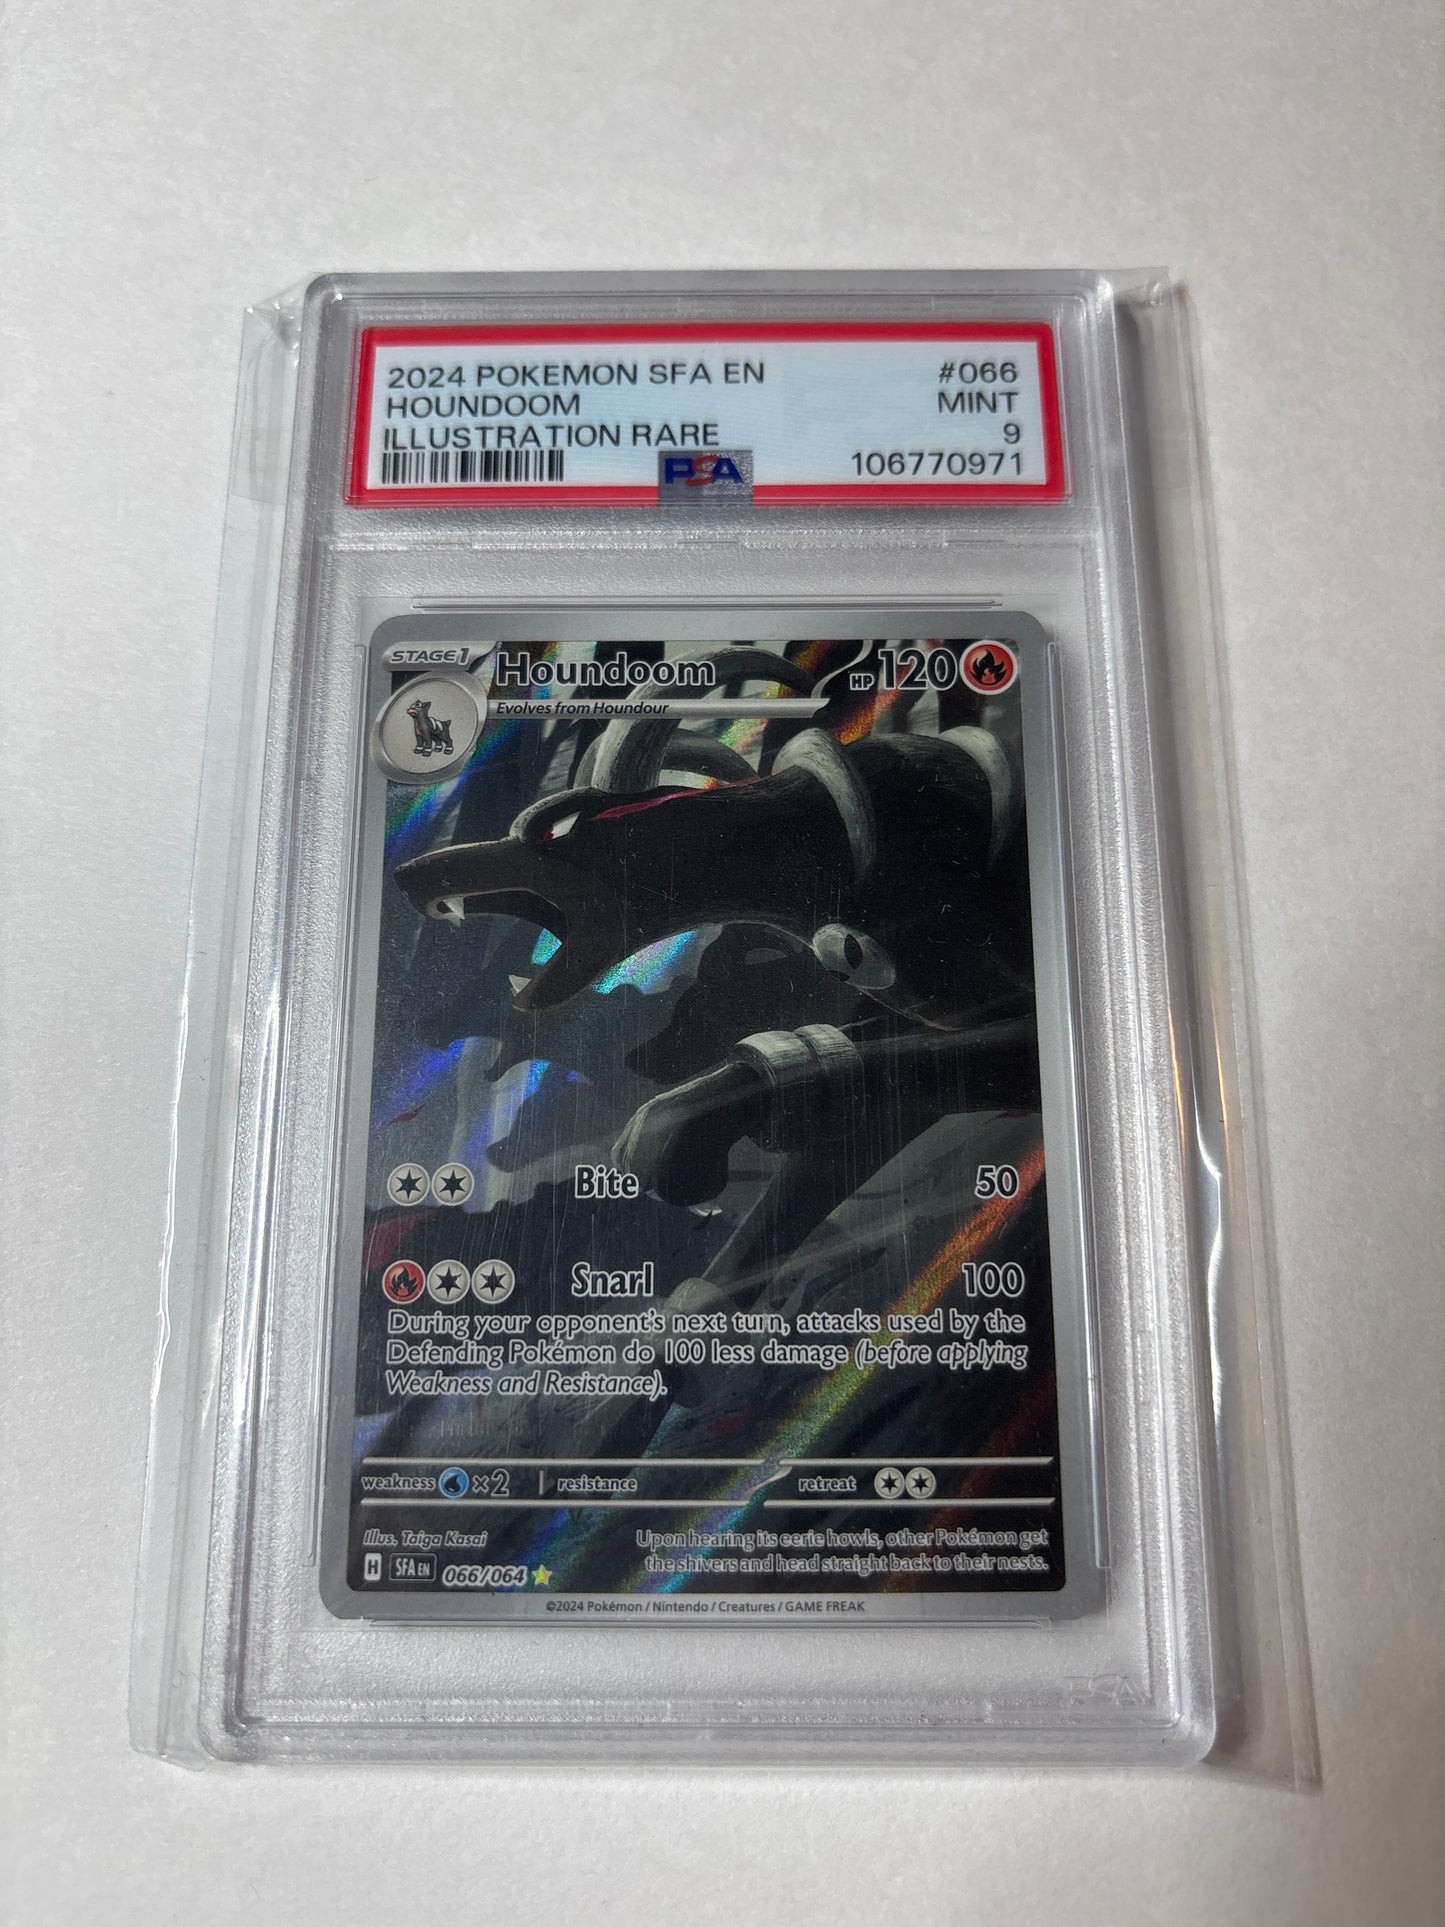 2024 POKEMON SFA EN #066
HOUNDOOM MINT
ILLUSTRATION RARE 9
PSA 106770971
STAGE1 Houndoom HP 120
Evolves from Houndour
Bite 50
Snarl 100
During your opponent's next turn, attacks used by the
Defending Pokémon do 100 less damage (before applying
Weakness and Resistance).
weakness ×2 resistance retreat
Illus. Taiga Kasai
Upon hearing its eerie howls, other Pokémon get
the shivers and head straight back to their nests.
H SFA EN 066/064
©2024 Pokémon / Nintendo / Creatures / GAME FREAK
PSA